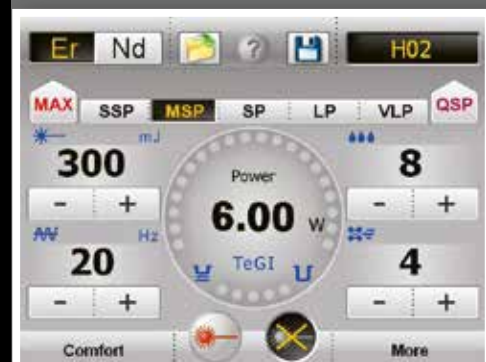 Er Nd ? H02
MAX SSP MSP SP LP VLP QSP
mJ
300
- +
Hz
20
- +
Power
6.00 W
TeGI
8
- +
4
- +
Comfort More